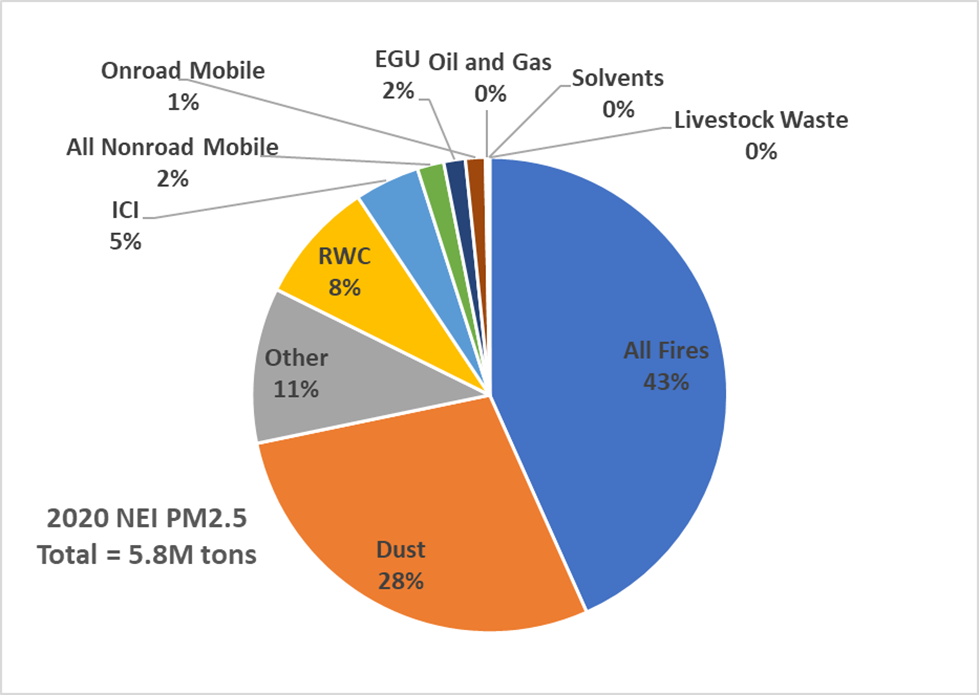 Onroad Mobile
1%
EGU
2%
Oil and Gas
0%
Solvents
0%
Livestock Waste
0%
All Nonroad Mobile
2%
ICI
5%
RWC
8%
Other
11%
All Fires
43%
Dust
28%
2020 NEI PM2.5
Total = 5.8M tons